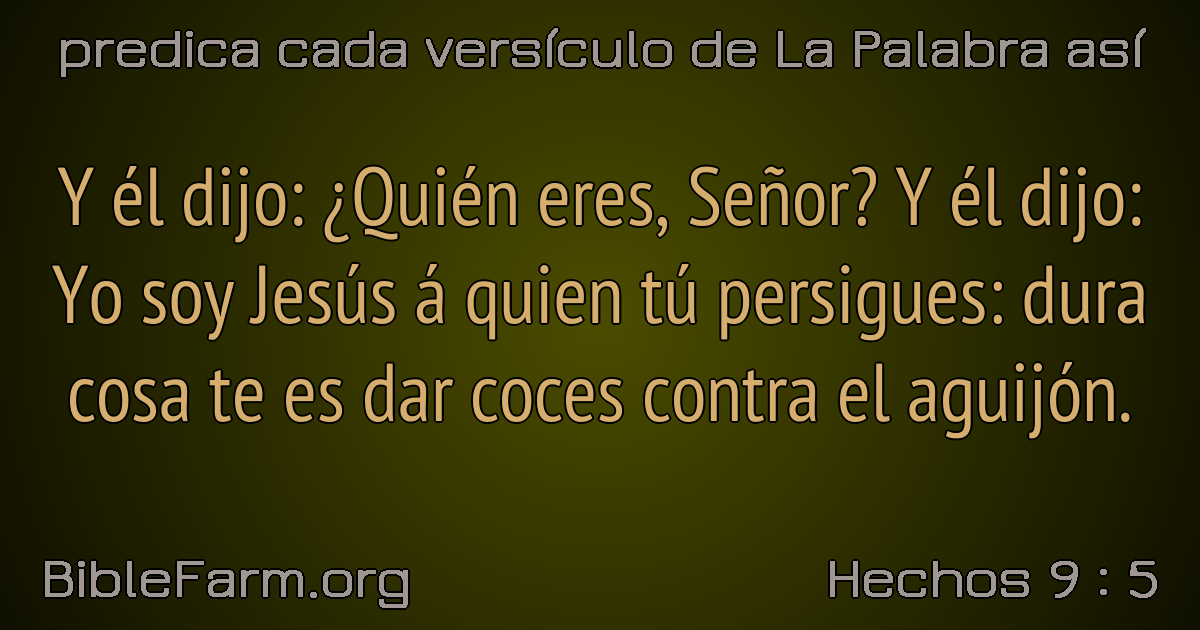 predica cada versículo de La Palabra así
Y él dijo: ¿Quién eres, Señor? Y él dijo:
Yo soy Jesús á quien tú persigues: dura
cosa te es dar coces contra el aguijón.
BibleFarm.org
Hechos 9 : 5